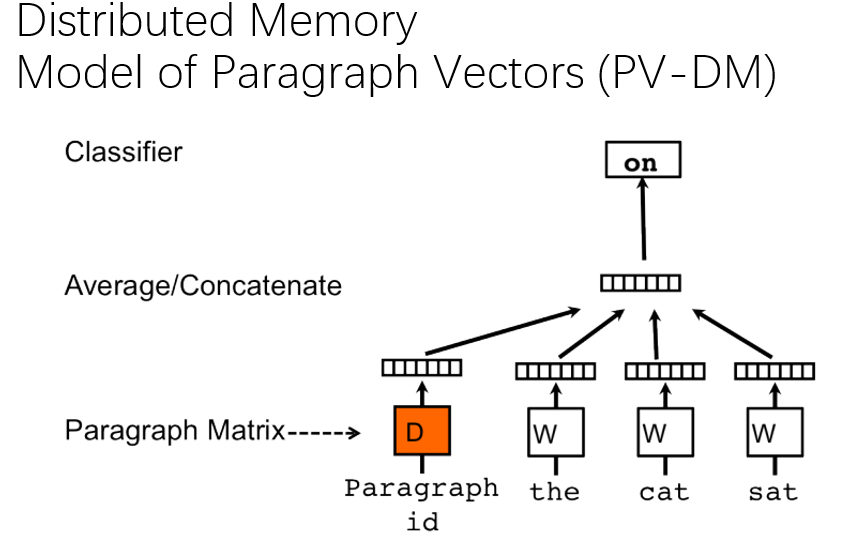 Distributed Memory
Model of Paragraph Vectors (PV-DM)
Classifier
on
Average/Concatenate
Paragraph Matrix----->
D
W
W
W
Paragraph
id
the
cat
sat